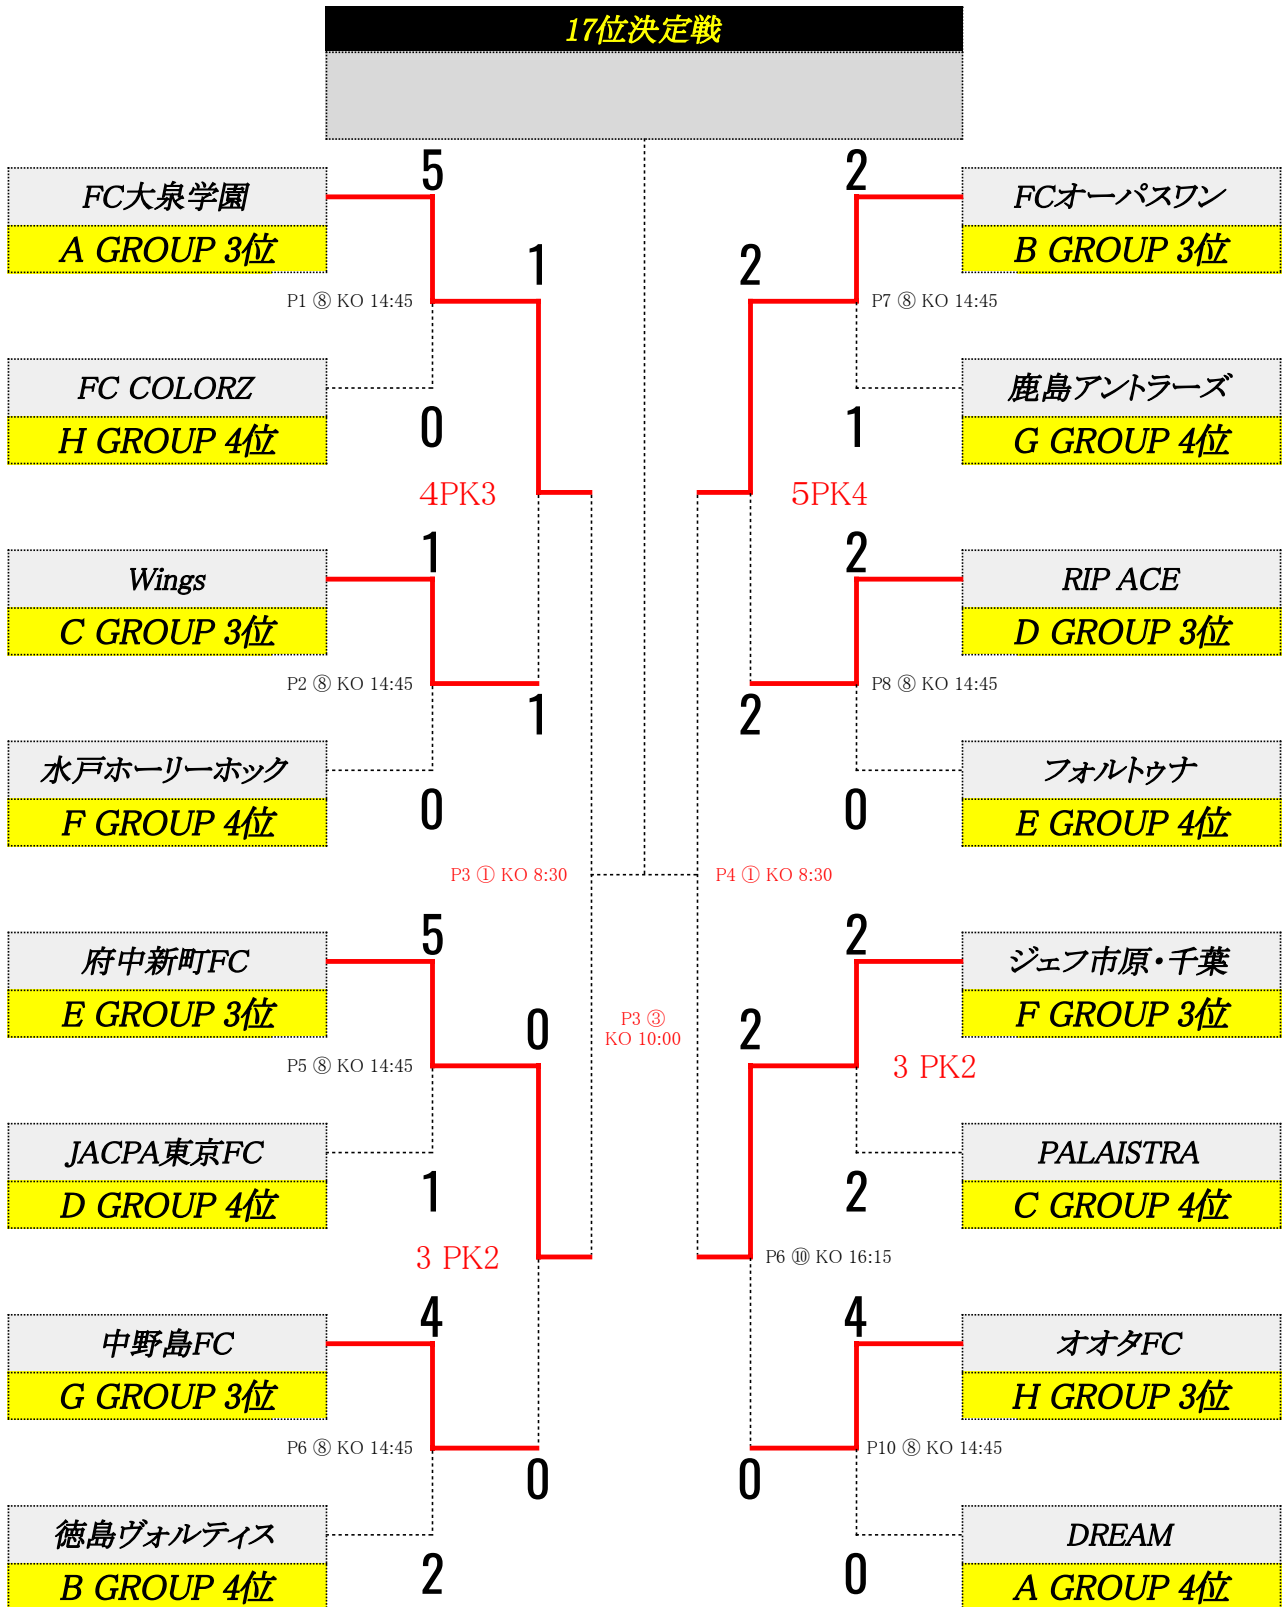 17位決定戦
5
2
FC大泉学園
FCオーパスワン
A GROUP 3位
B GROUP 3位
1
2
P1 ⑧ KO 14:45
P7 ⑧ KO 14:45
FC COLORZ
鹿島アントラーズ
H GROUP 4位
G GROUP 4位
0
1
4PK3
5PK4
1
2
Wings
RIP ACE
C GROUP 3位
D GROUP 3位
P2 ⑧ KO 14:45
P8 ⑧ KO 14:45
1
2
水戸ホーリーホック
フォルトゥナ
F GROUP 4位
E GROUP 4位
0
0
P3 ① KO 8:30
P4 ① KO 8:30
5
2
府中新町FC
ジェフ市原・千葉
E GROUP 3位
F GROUP 3位
0
P3 ③
KO 10:00
2
P5 ⑧ KO 14:45
3 PK2
JACPA東京FC
PALAISTRA
D GROUP 4位
C GROUP 4位
1
2
3 PK2
P6 ⑩ KO 16:15
4
4
中野島FC
オオタFC
G GROUP 3位
H GROUP 3位
P6 ⑧ KO 14:45
P10 ⑧ KO 14:45
0
0
徳島ヴォルティス
DREAM
B GROUP 4位
A GROUP 4位
2
0